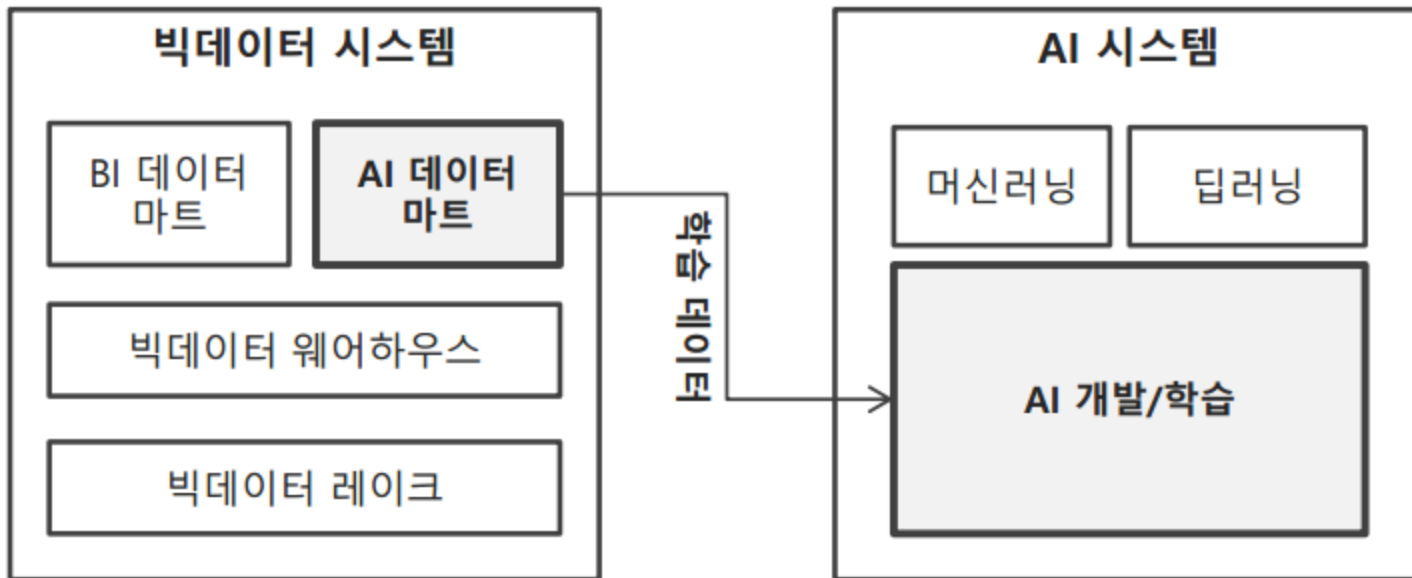 빅데이터 시스템
BI 데이터
마트
AI 데이터
마트
빅데이터 웨어하우스
빅데이터 레이크
학습 데이터
AI 시스템
머신러닝
딥러닝
AI 개발/학습